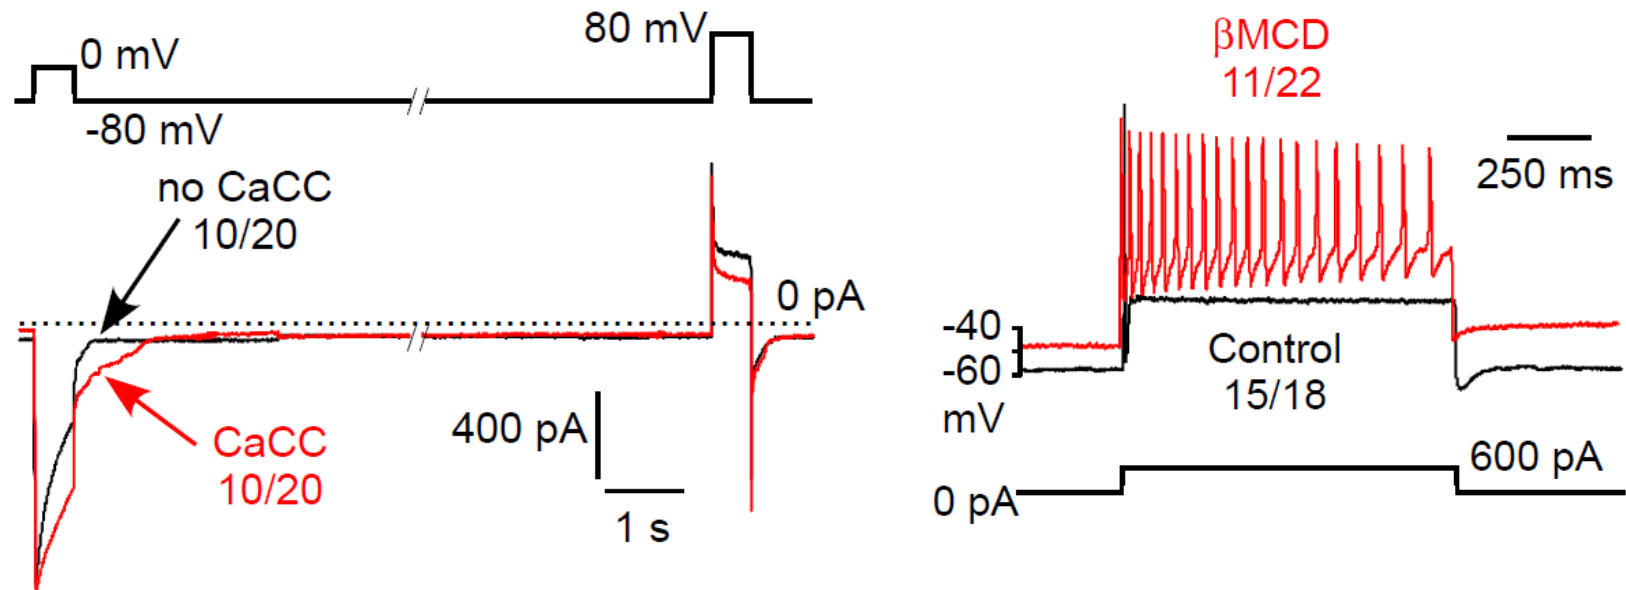 0 mV
-80 mV
80 mV
no CaCC
10/20
0 pA
CaCC
10/20
400 pA
1 s
βMCD
11/22
250 ms
-40
-60
mV
Control
15/18
600 pA
0 pA